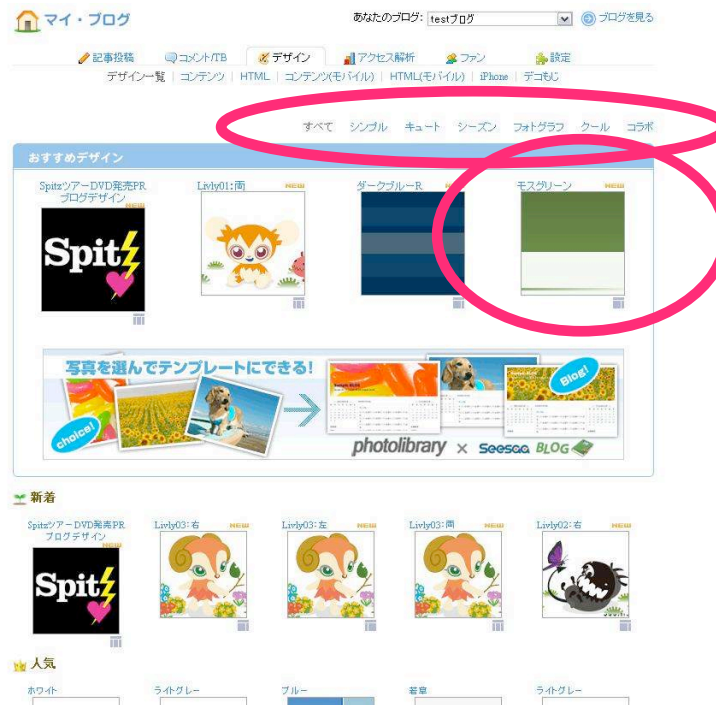 マイ・ブログ
あなたのブログ: testブログ
ブログを見る
記事投稿 コメント/TB デザイン アクセス解析 ファン 設定
デザイン一覧 | コンテンツ | HTML | コンテンツ(モバイル) | HTML(モバイル) | iPhone | デコもじ
すべて シンプル キュート シーズン フォトグラフ クール コラボ
おすすめデザイン
SpitzツアーDVD発売PR ブログデザイン NEW
Spitz
Livly01:両 NEW
ダークブルーR
モスグリーン NEW
写真を選んでテンプレートにできる!
choice!
Blog!
photolibrary × Seesaa BLOG
新着
SpitzツアーDVD発売PR ブログデザイン NEW
Spitz
Livly03:右 NEW
Livly03:左 NEW
Livly03:両 NEW
Livly02:右 NEW
人気
ホワイト
ライトグレー
ブルー
若草
ライトグレー